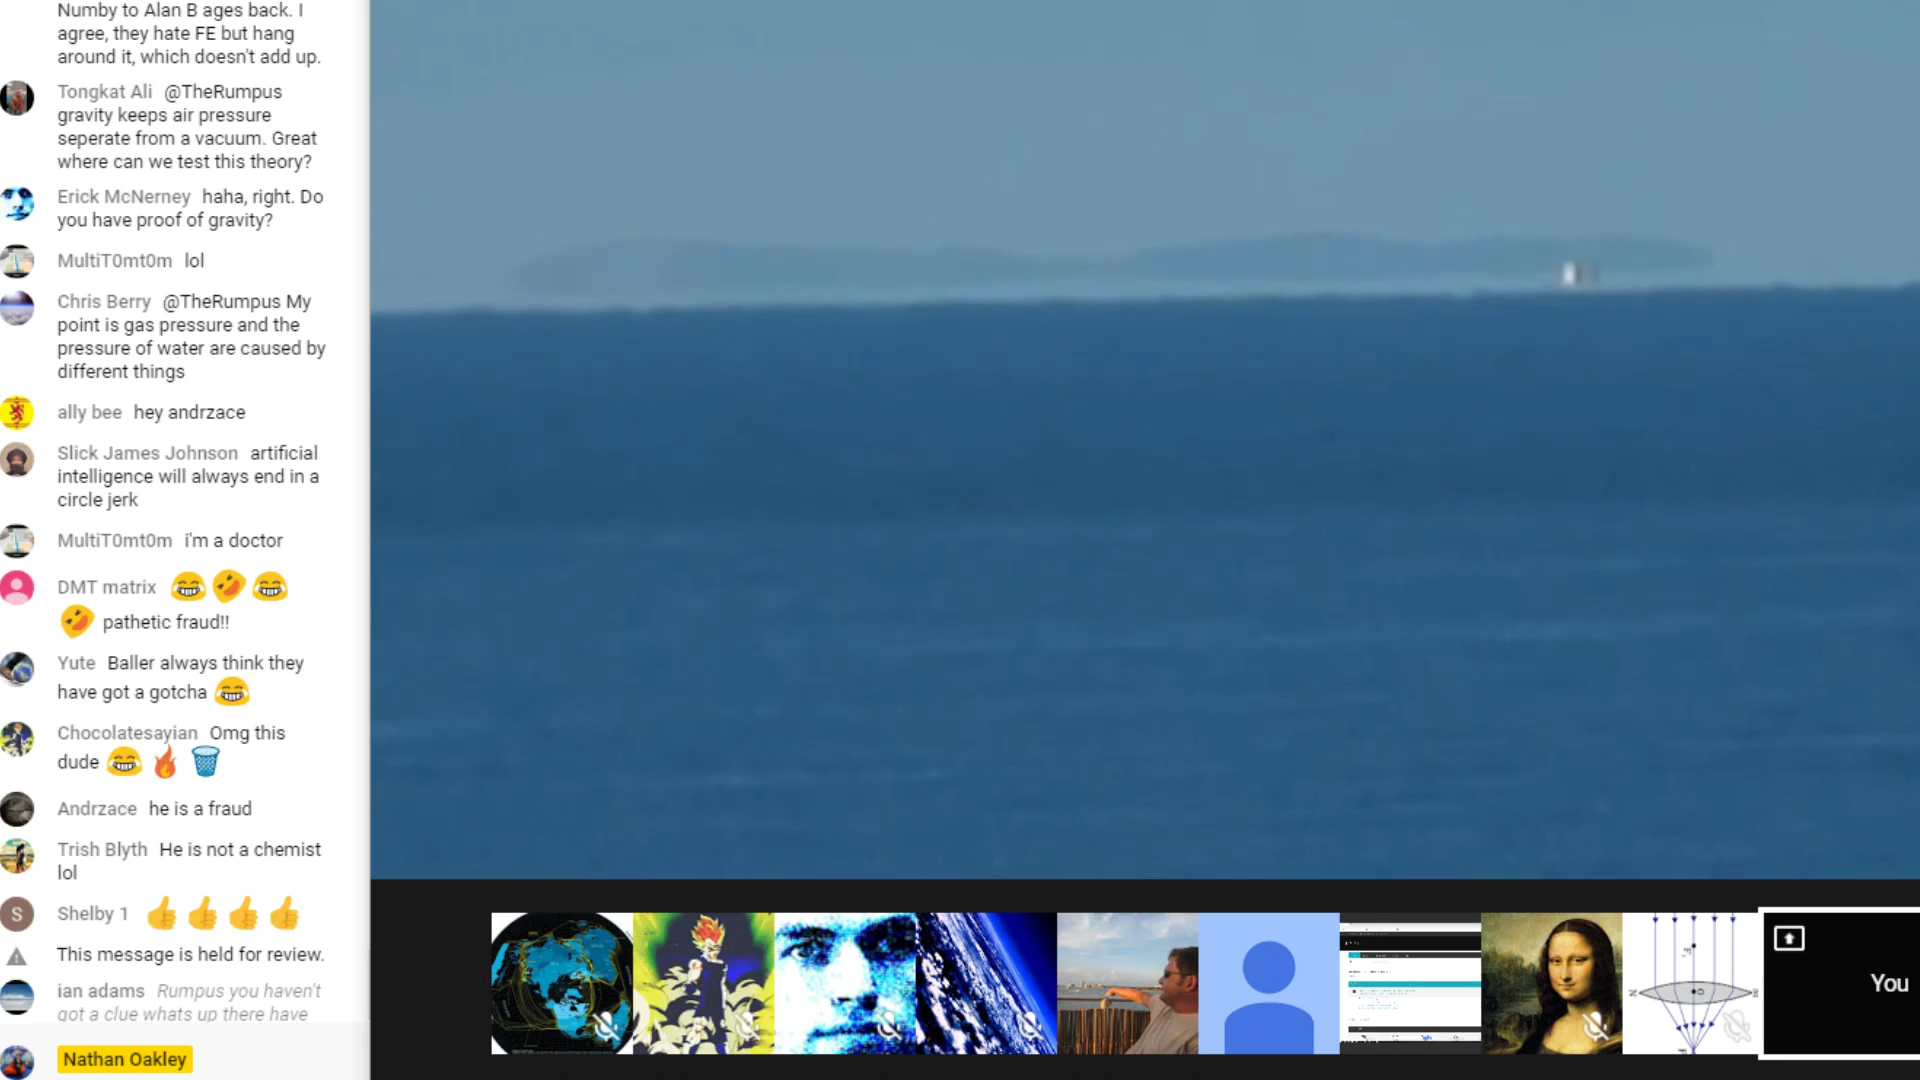 Numby to Alan B ages back. I
agree, they hate FE but hang
around it, which doesn't add up.
Tongkat Ali @TheRumpus
gravity keeps air pressure
seperate from a vacuum. Great
where can we test this theory?
Erick McNerney haha, right. Do
you have proof of gravity?
MultiT0mt0m lol
Chris Berry @TheRumpus My
point is gas pressure and the
pressure of water are caused by
different things
ally bee hey andrzace
Slick James Johnson artificial
intelligence will always end in a
circle jerk
MultiT0mt0m i'm a doctor
DMT matrix 😂🤣😂
🤣 pathetic fraud!!
Yute Baller always think they
have got a gotcha 😂
Chocolatesayian Omg this
dude 😂🔥🗑️
Andrzace he is a fraud
Trish Blyth He is not a chemist
lol
S
Shelby 1 👍👍👍👍
This message is held for review.
ian adams Rumpus you haven't
got a clue whats up there have
Nathan Oakley
You